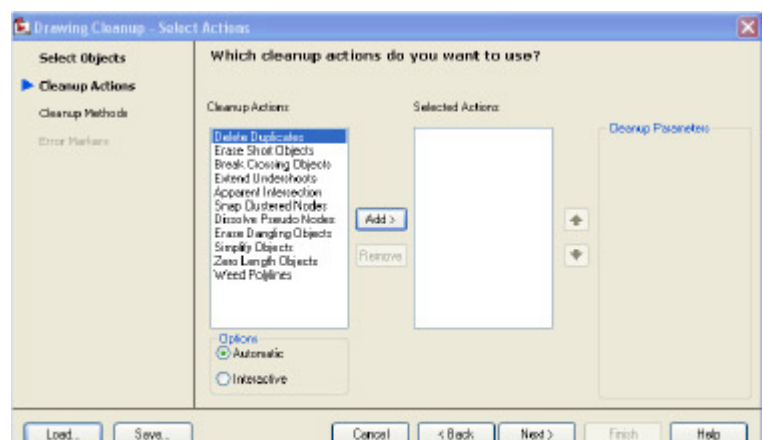 Drawing Cleanup - Select Actions
Select Objects
Cleanup Actions
Cleanup Methods
Error Markers
Which cleanup actions do you want to use?
Cleanup Actions:
Delete Duplicates
Erase Short Objects
Break Crossing Objects
Extend Undershoots
Apparent Intersection
Snap Clustered Nodes
Dissolve Pseudo Nodes
Erase Dangling Objects
Simplify Objects
Zero Length Objects
Weed Polylines
Options
Automatic
Interactive
Add >
Remove
Selected Actions:
Cleanup Parameters
Load...
Save...
Cancel
< Back
Next >
Finish
Help